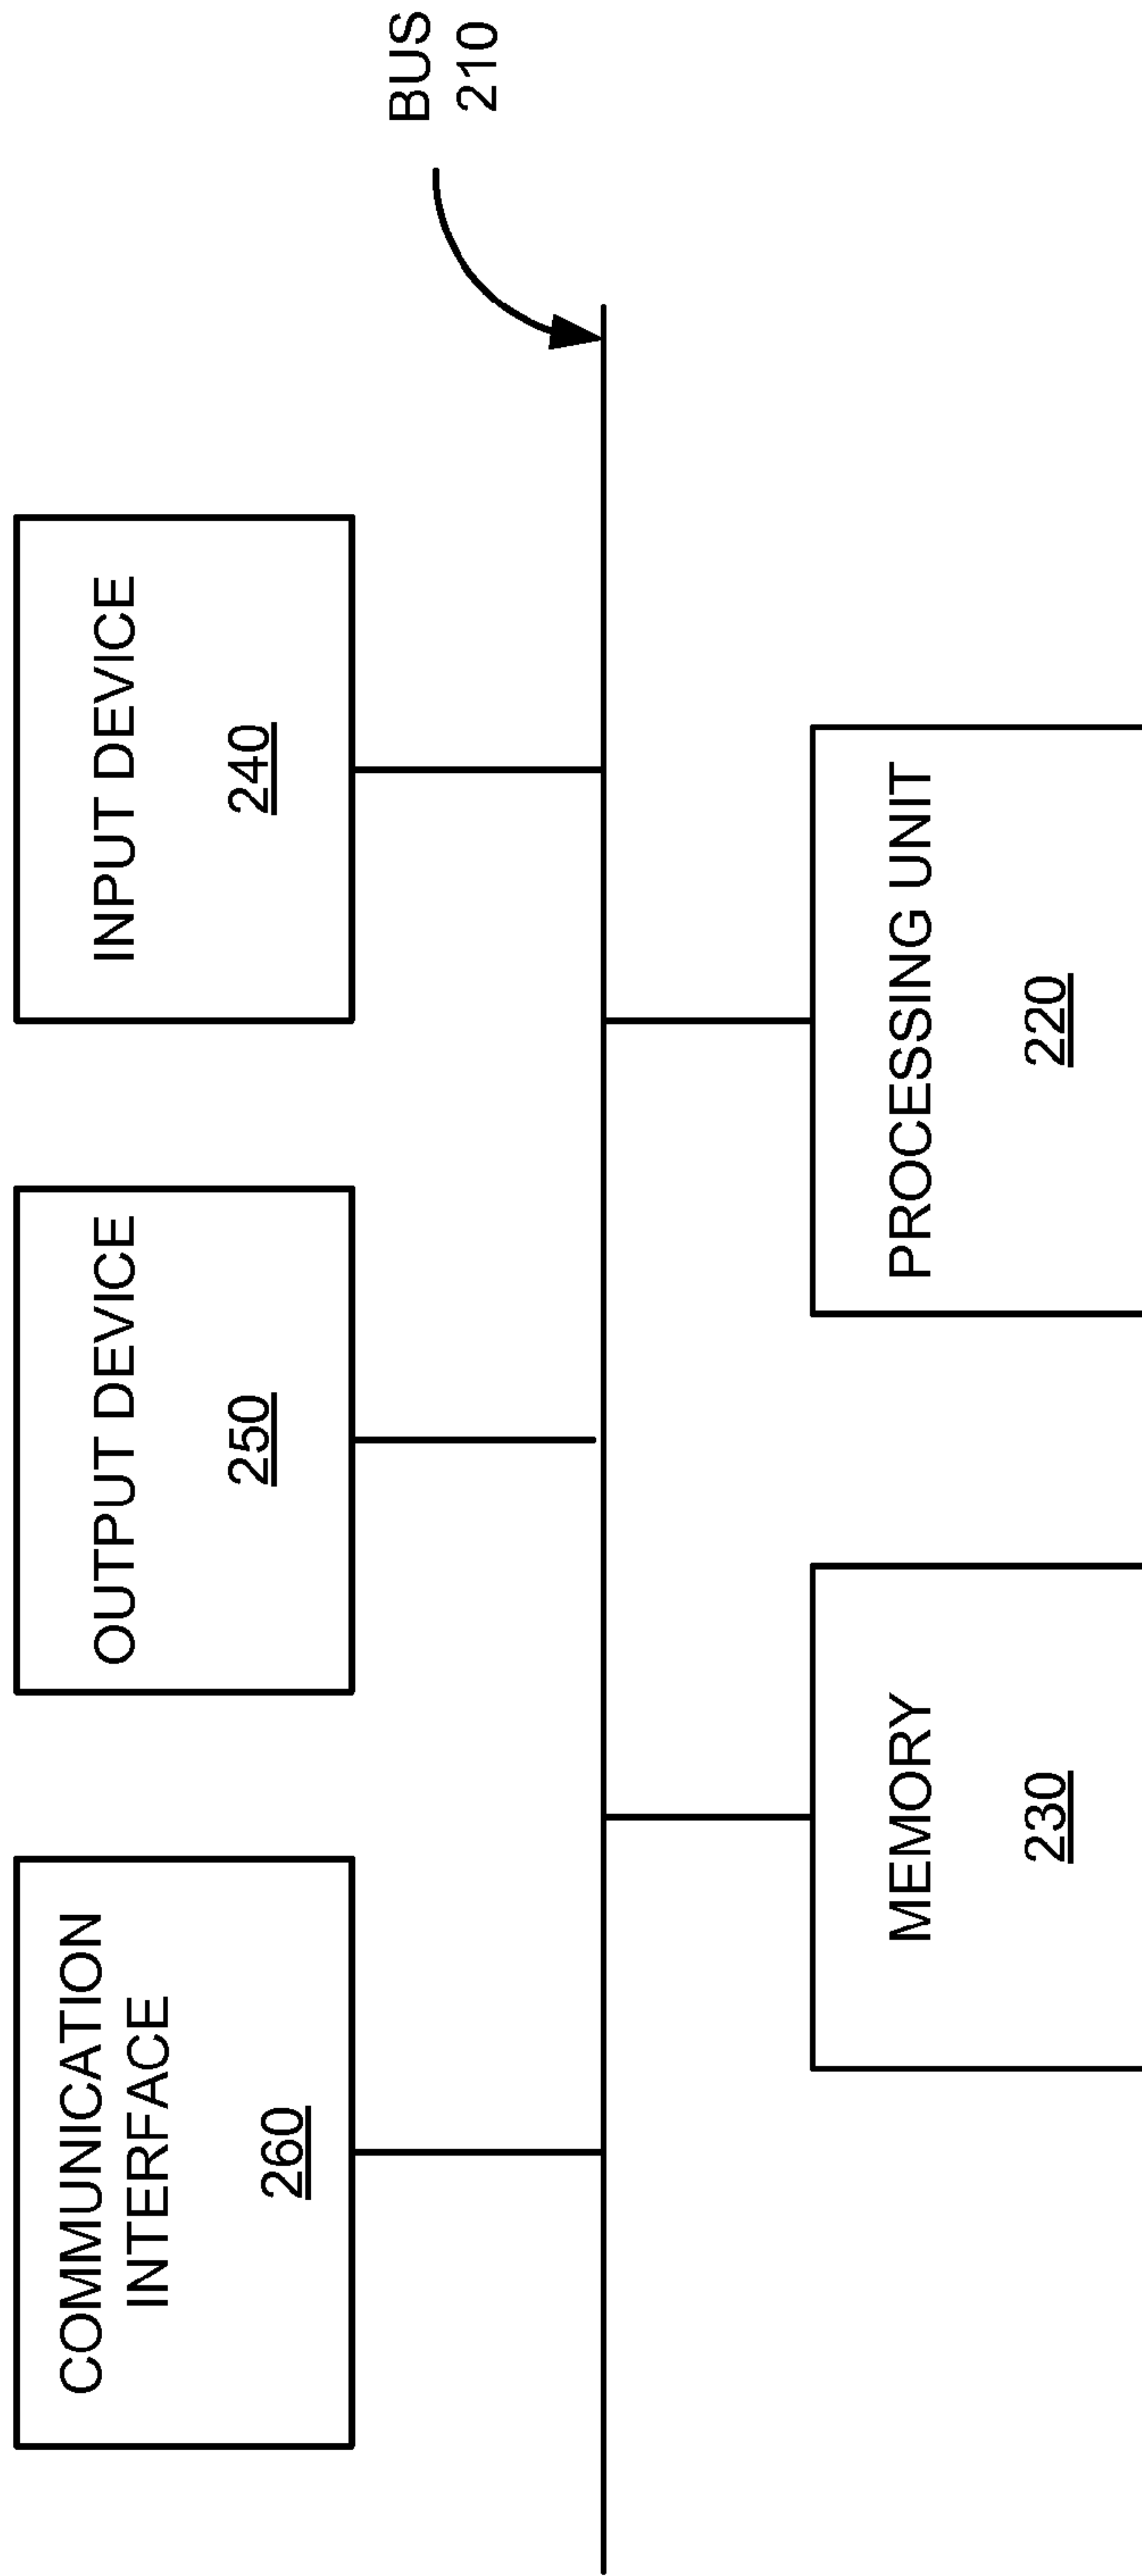 COMMUNICATION
INTERFACE
260
OUTPUT DEVICE
250
INPUT DEVICE
240
BUS
210
MEMORY
230
PROCESSING UNIT
220